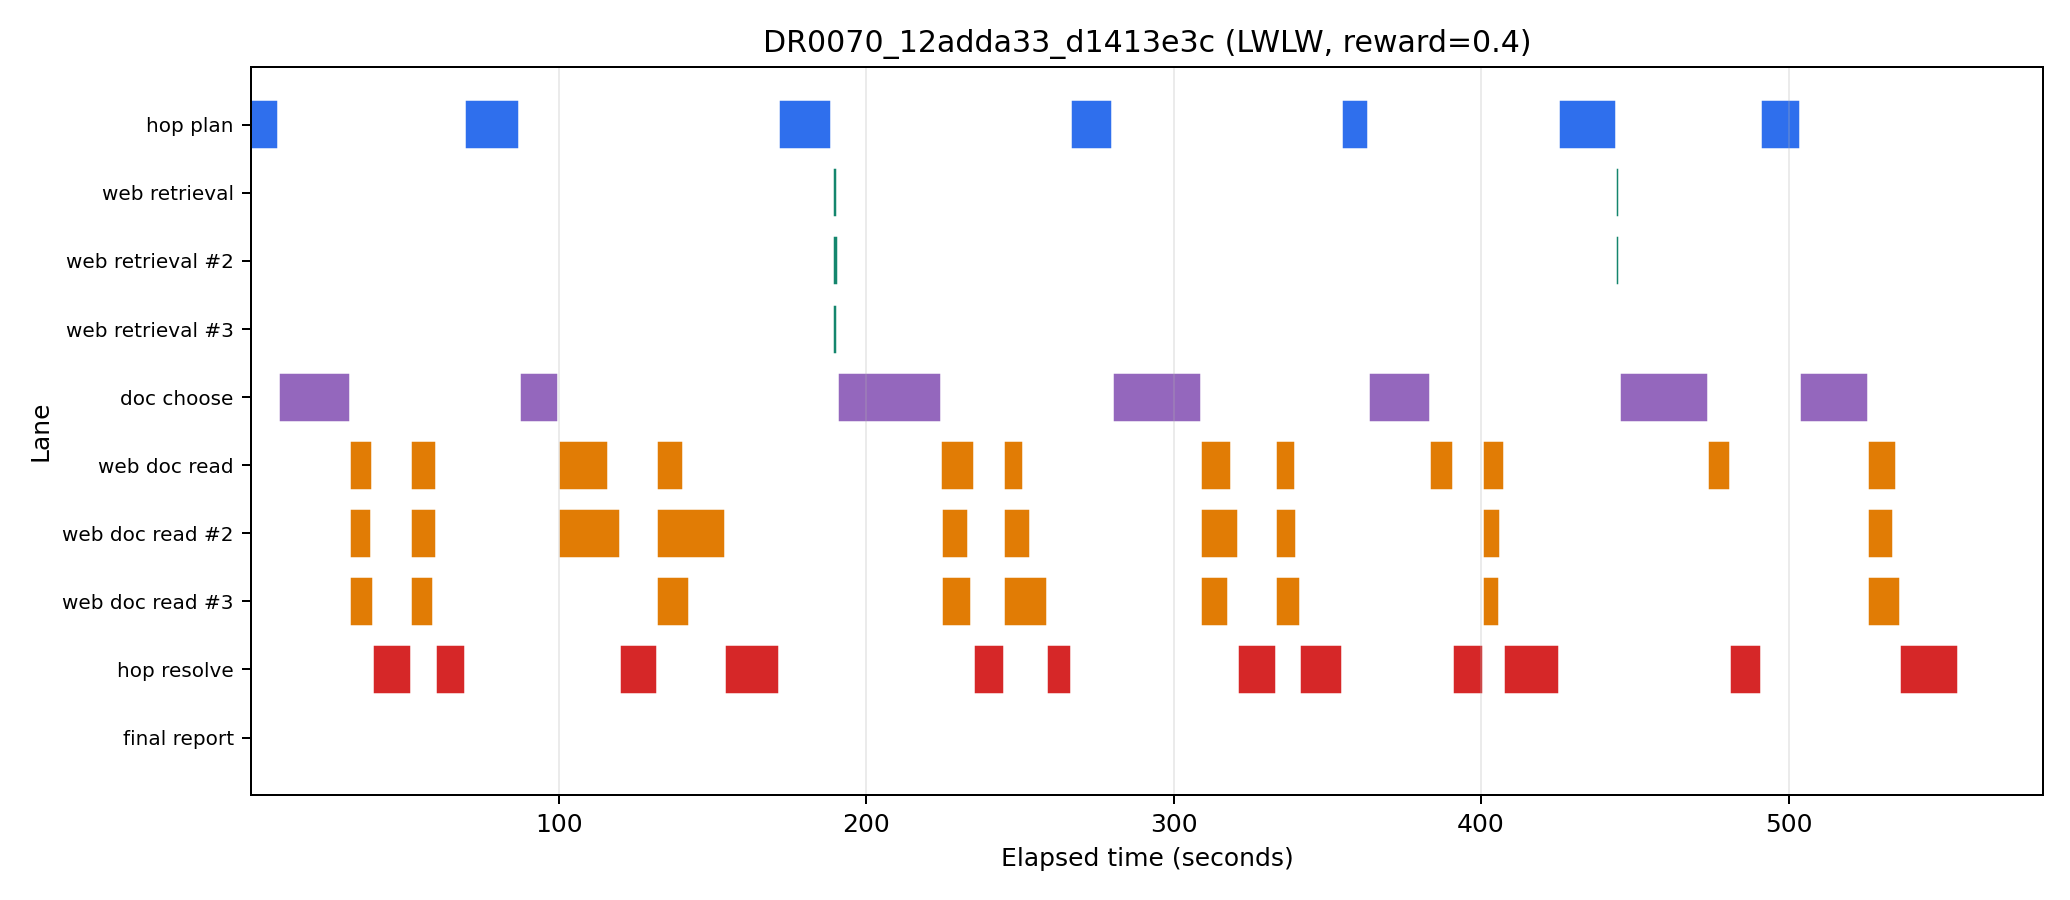 DR0070_12adda33_d1413e3c (LWLW, reward=0.4)
hop plan
web retrieval
web retrieval #2
web retrieval #3
doc choose
web doc read
web doc read #2
web doc read #3
hop resolve
final report
Lane
100 200 300 400 500
Elapsed time (seconds)